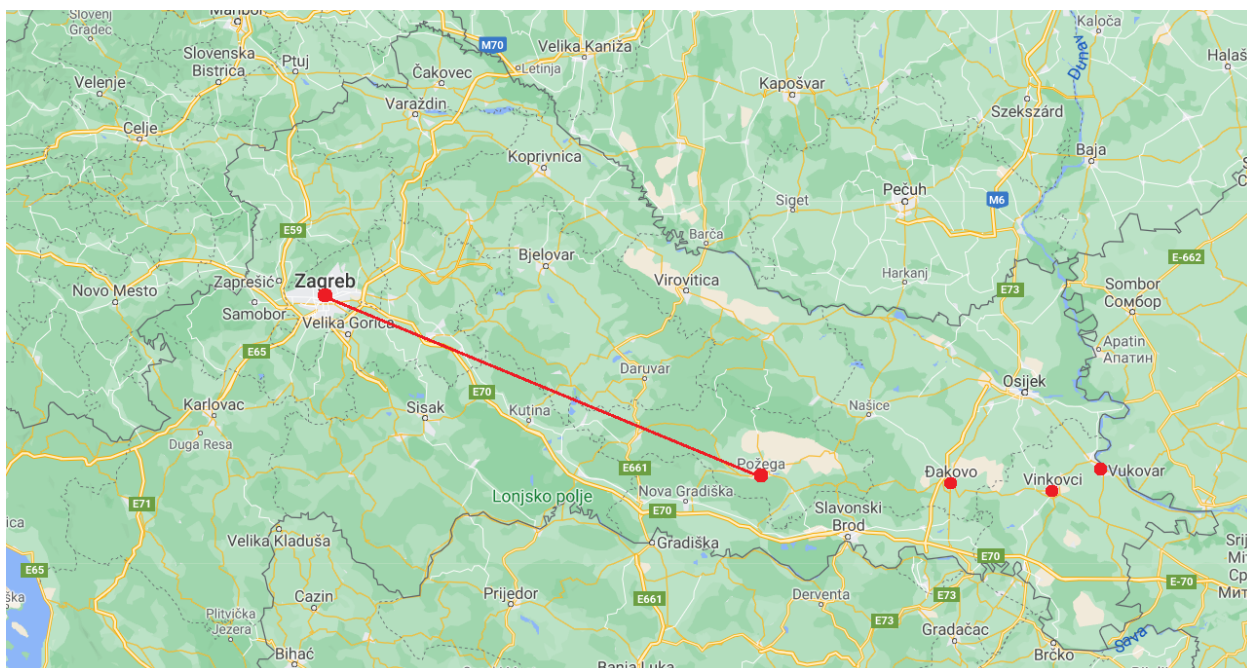 Slovenj
Gradec
Maribor
M70
Velika Kaniža
Kaloča
Dunav
Slovenska
Bistrica
Ptuj
Letinja
Halaš
Velenje
Čakovec
Kapošvar
Varaždin
Szekszárd
Celje
Koprivnica
Baja
Pečuh
Siget
M6
E59
Barča
Bjelovar
E-662
Zaprešić
Zagreb
Virovitica
Harkanj
Novo Mesto
E73
Sombor
Сомбор
Samobor
Velika Gorica
E65
Apatin
Апатин
Daruvar
Osijek
E70
Karlovac
Sisak
Kutina
Našice
Duga Resa
Požega
E661
Đakovo
Vinkovci
Vukovar
Lonjsko polje
Nova Gradiška
E71
E70
Slavonski
Brod
Velika Kladuša
Gradiška
E70
E65
E-70
Cazin
Prijedor
E661
Derventa
E73
Plitvička
Jezera
E73
Gradačac
Sava
Bihać
Banja Luka
Brčko